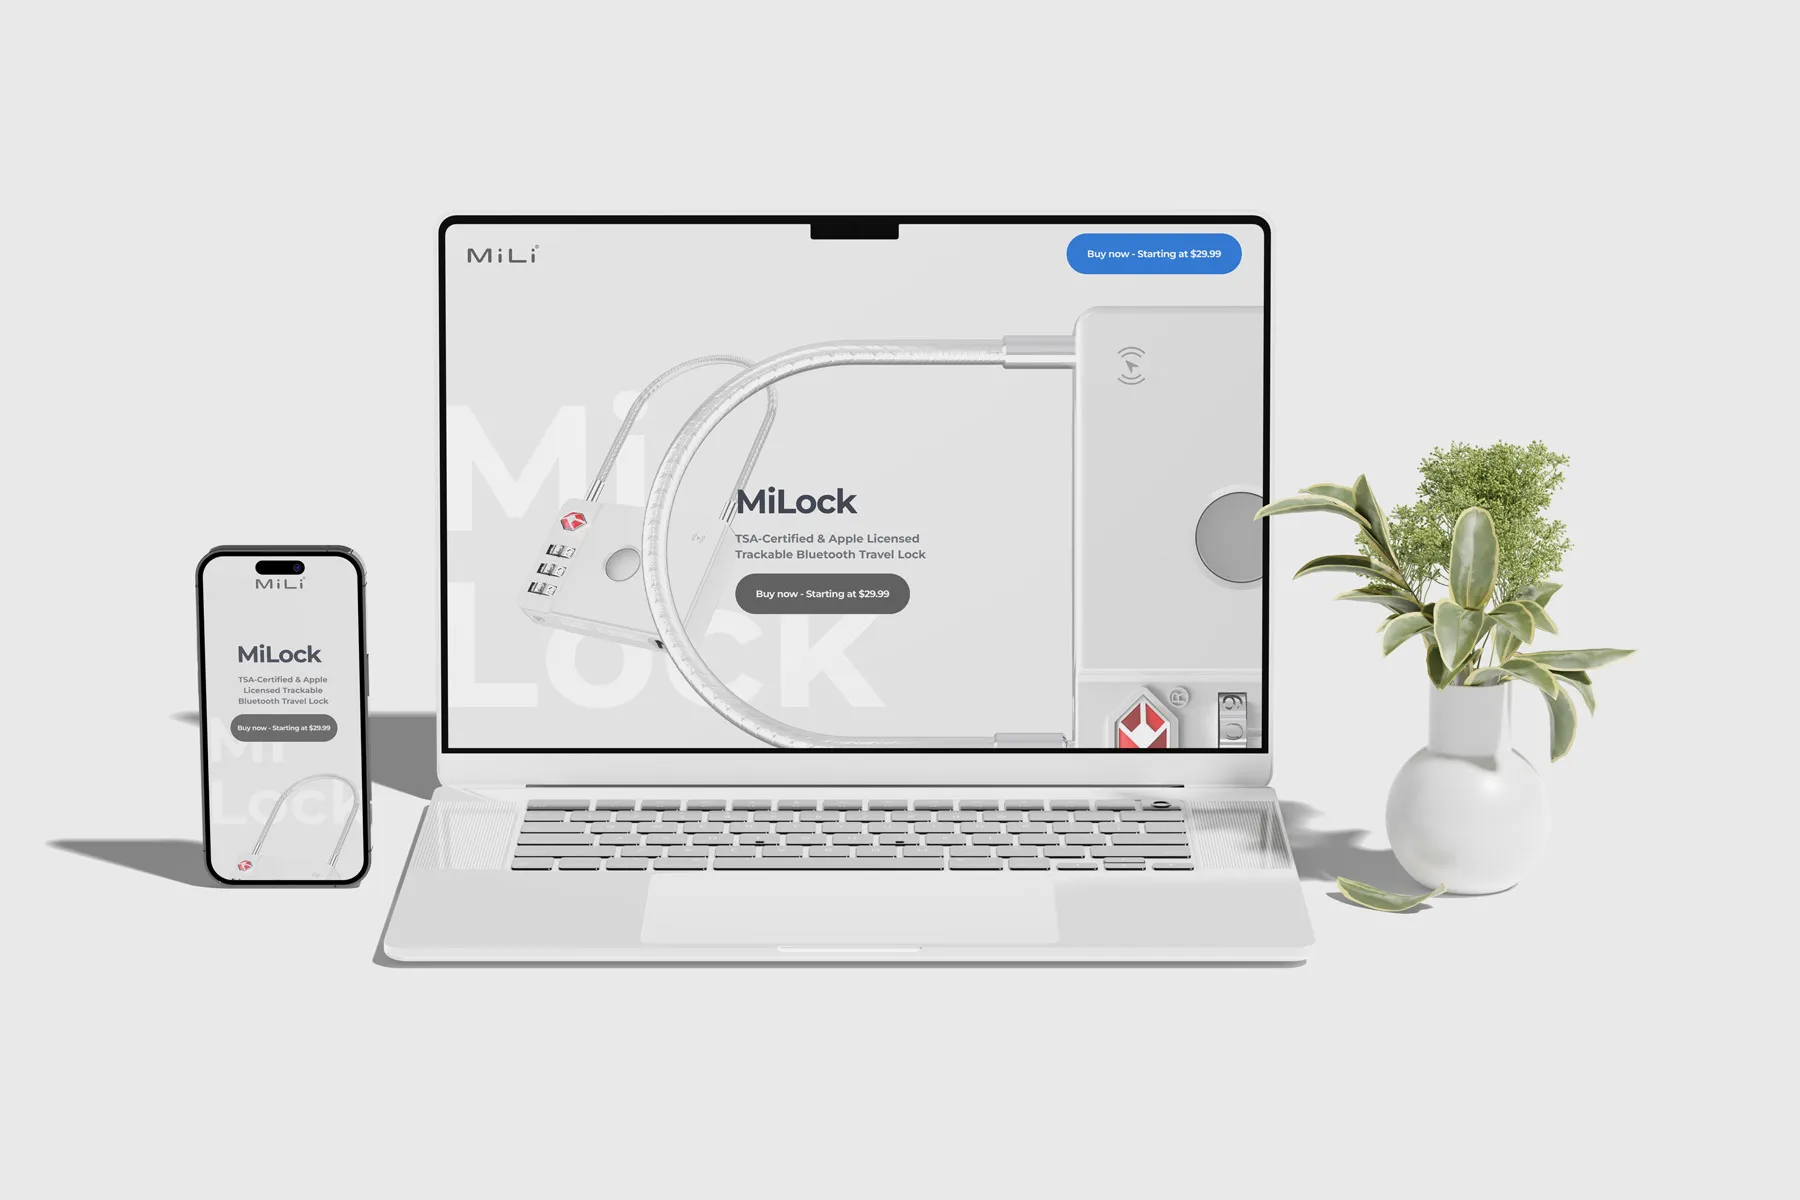 MiLi®
Buy now - Starting at $29.99
Mi
Lock
MiLock
TSA-Certified & Apple Licensed
Trackable Bluetooth Travel Lock
Buy now - Starting at $29.99
®
9
0
MiLi
MiLock
TSA-Certified & Apple
Licensed Trackable
Bluetooth Travel Lock
Buy now - Starting at $29.99
Mi
Lock